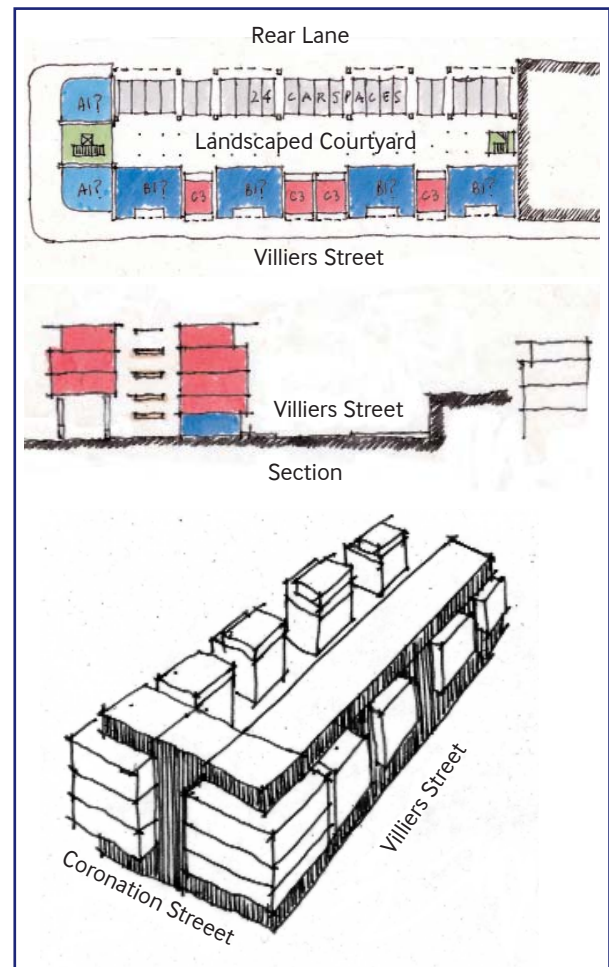 Rear Lane
A1? 24 CARSPACES
Landscaped Courtyard
A1? B1? C3 B1? C3 C3 B1? C3 B1?
Villiers Street
Villiers Street
Section
Coronation Streeet
Villiers Street